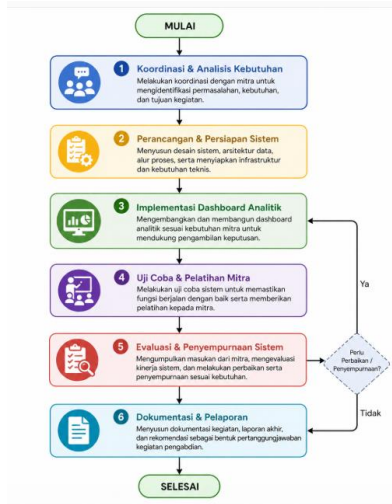 MULAI
1 Koordinasi & Analisis Kebutuhan
Melakukan koordinasi dengan mitra untuk
mengidentifikasi permasalahan, kebutuhan,
dan tujuan kegiatan.
2 Perancangan & Persiapan Sistem
Menyusun desain sistem, arsitektur data,
alur proses, serta menyiapkan infrastruktur
dan kebutuhan teknis.
3 Implementasi Dashboard Analitik
Mengembangkan dan membangun dashboard
analitik sesuai kebutuhan mitra untuk
mendukung pengambilan keputusan.
Ya
4 Uji Coba & Pelatihan Mitra
Melakukan uji coba sistem untuk memastikan
fungsi berjalan dengan baik serta memberikan
pelatihan kepada mitra.
5 Evaluasi & Penyempurnaan Sistem
Mengumpulkan masukan dari mitra, mengevaluasi
kinerja sistem, dan melakukan perbaikan serta
penyempurnaan sesuai kebutuhan.
Perlu
Perbaikan /
Penyempurnaan?
Tidak
6 Dokumentasi & Pelaporan
Menyusun dokumentasi kegiatan, laporan akhir,
dan rekomendasi sebagai bentuk pertanggungjawaban
kegiatan pengabdian.
SELESAI